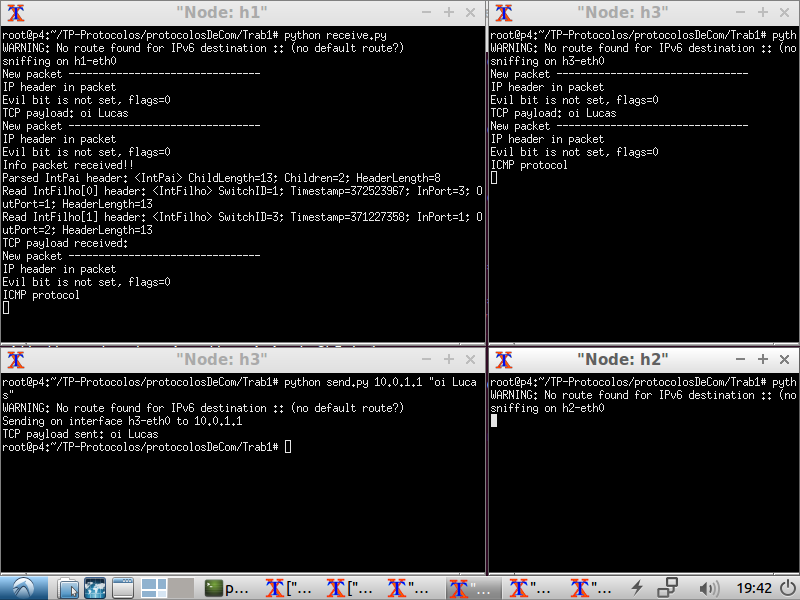 "Node: h1"
root@p4:~/TP-Protocolos/protocolosDeCom/Trab1# python receive.py
WARNING: No route found for IPv6 destination :: (no default route?)
sniffing on h1-eth0
New packet --------------------------------
IP header in packet
Evil bit is not set, flags=0
TCP payload: oi Lucas
New packet --------------------------------
IP header in packet
Evil bit is not set, flags=0
Info packet received!!
Parsed IntPai header: <IntPai> ChildLength=13; Children=2; HeaderLength=8
Read IntFilho[0] header: <IntFilho> SwitchID=1; Timestamp=372523967; InPort=3; O
utPort=1; HeaderLength=13
Read IntFilho[1] header: <IntFilho> SwitchID=3; Timestamp=371227358; InPort=1; O
utPort=2; HeaderLength=13
TCP payload received:
New packet --------------------------------
IP header in packet
Evil bit is not set, flags=0
ICMP protocol
"Node: h3"
root@p4:~/TP-Protocolos/protocolosDeCom/Trab1# pyth
WARNING: No route found for IPv6 destination :: (no
sniffing on h3-eth0
New packet --------------------------------
IP header in packet
Evil bit is not set, flags=0
TCP payload: oi Lucas
New packet --------------------------------
IP header in packet
Evil bit is not set, flags=0
ICMP protocol
"Node: h3"
root@p4:~/TP-Protocolos/protocolosDeCom/Trab1# python send.py 10.0.1.1 "oi Luca
s"
WARNING: No route found for IPv6 destination :: (no default route?)
Sending on interface h3-eth0 to 10.0.1.1
TCP payload sent: oi Lucas
root@p4:~/TP-Protocolos/protocolosDeCom/Trab1#
"Node: h2"
root@p4:~/TP-Protocolos/protocolosDeCom/Trab1# pyth
WARNING: No route found for IPv6 destination :: (no
sniffing on h2-eth0
p... ["... ["... "... "... "... "... 19:42